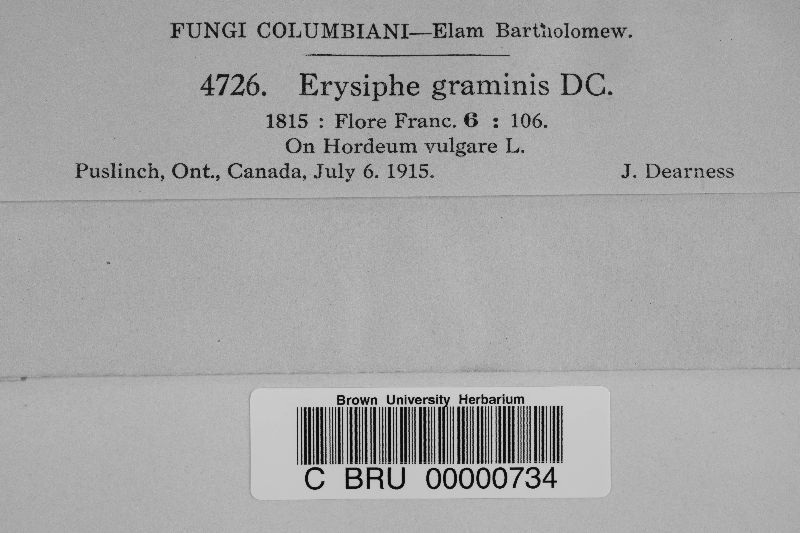 FUNGI COLUMBIANI—Elam Bartholomew.
4726. Erysiphe graminis DC.
1815 : Flore Franc. 6 : 106.
On Hordeum vulgare L.
Puslinch, Ont., Canada, July 6. 1915. J. Dearness
Brown University Herbarium
C BRU 00000734